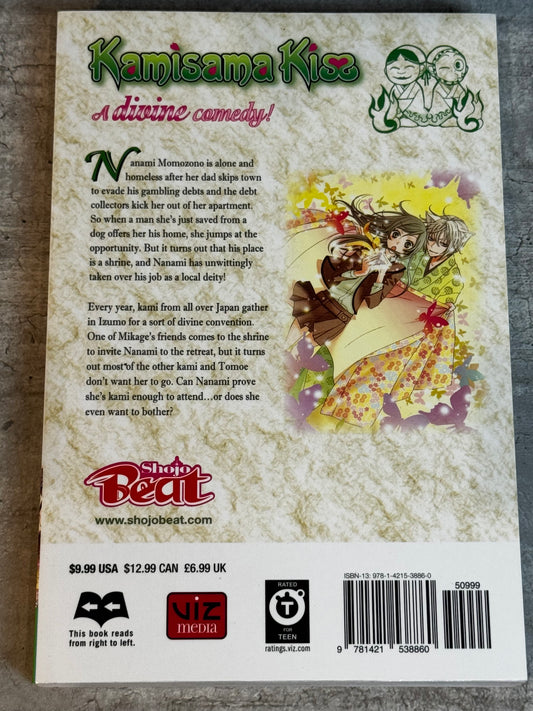 Kamisama Kiss
A divine comedy!
Nanami Momozono is alone and
homeless after her dad skips town
to evade his gambling debts and the debt
collectors kick her out of her apartment.
So when a man she's just saved from a
dog offers her his home, she jumps at the
opportunity. But it turns out that his place
is a shrine, and Nanami has unwittingly
taken over his job as a local deity!
Every year, kami from all over Japan gather
in Izumo for a sort of divine convention.
One of Mikage's friends comes to the shrine
to invite Nanami to the retreat, but it turns
out most of the other kami and Tomoe
don't want her to go. Can Nanami prove
she's kami enough to attend...or does she
even want to bother?
Shojo
Beat
www.shojobeat.com
$9.99 USA $12.99 CAN £6.99 UK
This book reads
from right to left.
VIZ
MEDIA
RATED
T
FOR
TEEN
ratings.viz.com
ISBN-13: 978-1-4215-3886-0
50999
9 781421 538860